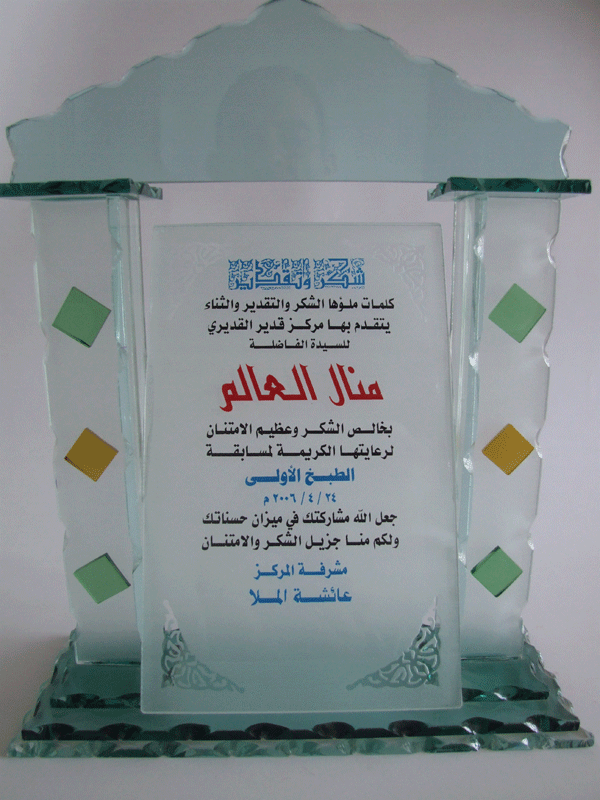 شكر وتقدير
كلمات ملؤها الشكر والتقدير والثناء
يتقدم بها مركز قدير القديري
للسيدة الفاضلة
منال العالم
بخالص الشكر وعظيم الامتنان
لرعايتها الكريمة لمسابقة
الطبخ الأولى
٢٤ / ٤ / ٢٠٠٦ م
جعل الله مشاركتك في ميزان حسناتك
ولكم منا جزيل الشكر والامتنان
مشرفة المركز
عائشة الملا